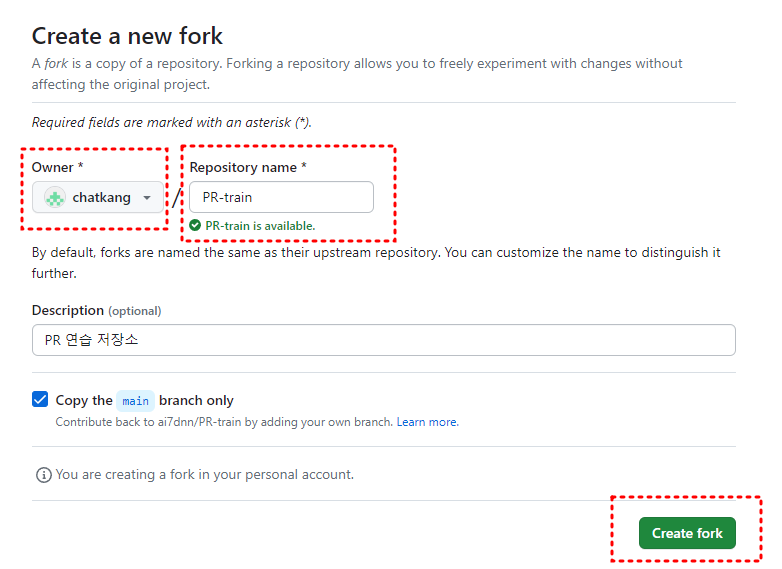 Create a new fork
A fork is a copy of a repository. Forking a repository allows you to freely experiment with changes without
affecting the original project.
Required fields are marked with an asterisk (*).
Owner *
Repository name *
chatkang
/
PR-train
PR-train is available.
By default, forks are named the same as their upstream repository. You can customize the name to distinguish it
further.
Description (optional)
PR 연습 저장소
Copy the main branch only
Contribute back to ai7dnn/PR-train by adding your own branch. Learn more.
You are creating a fork in your personal account.
Create fork